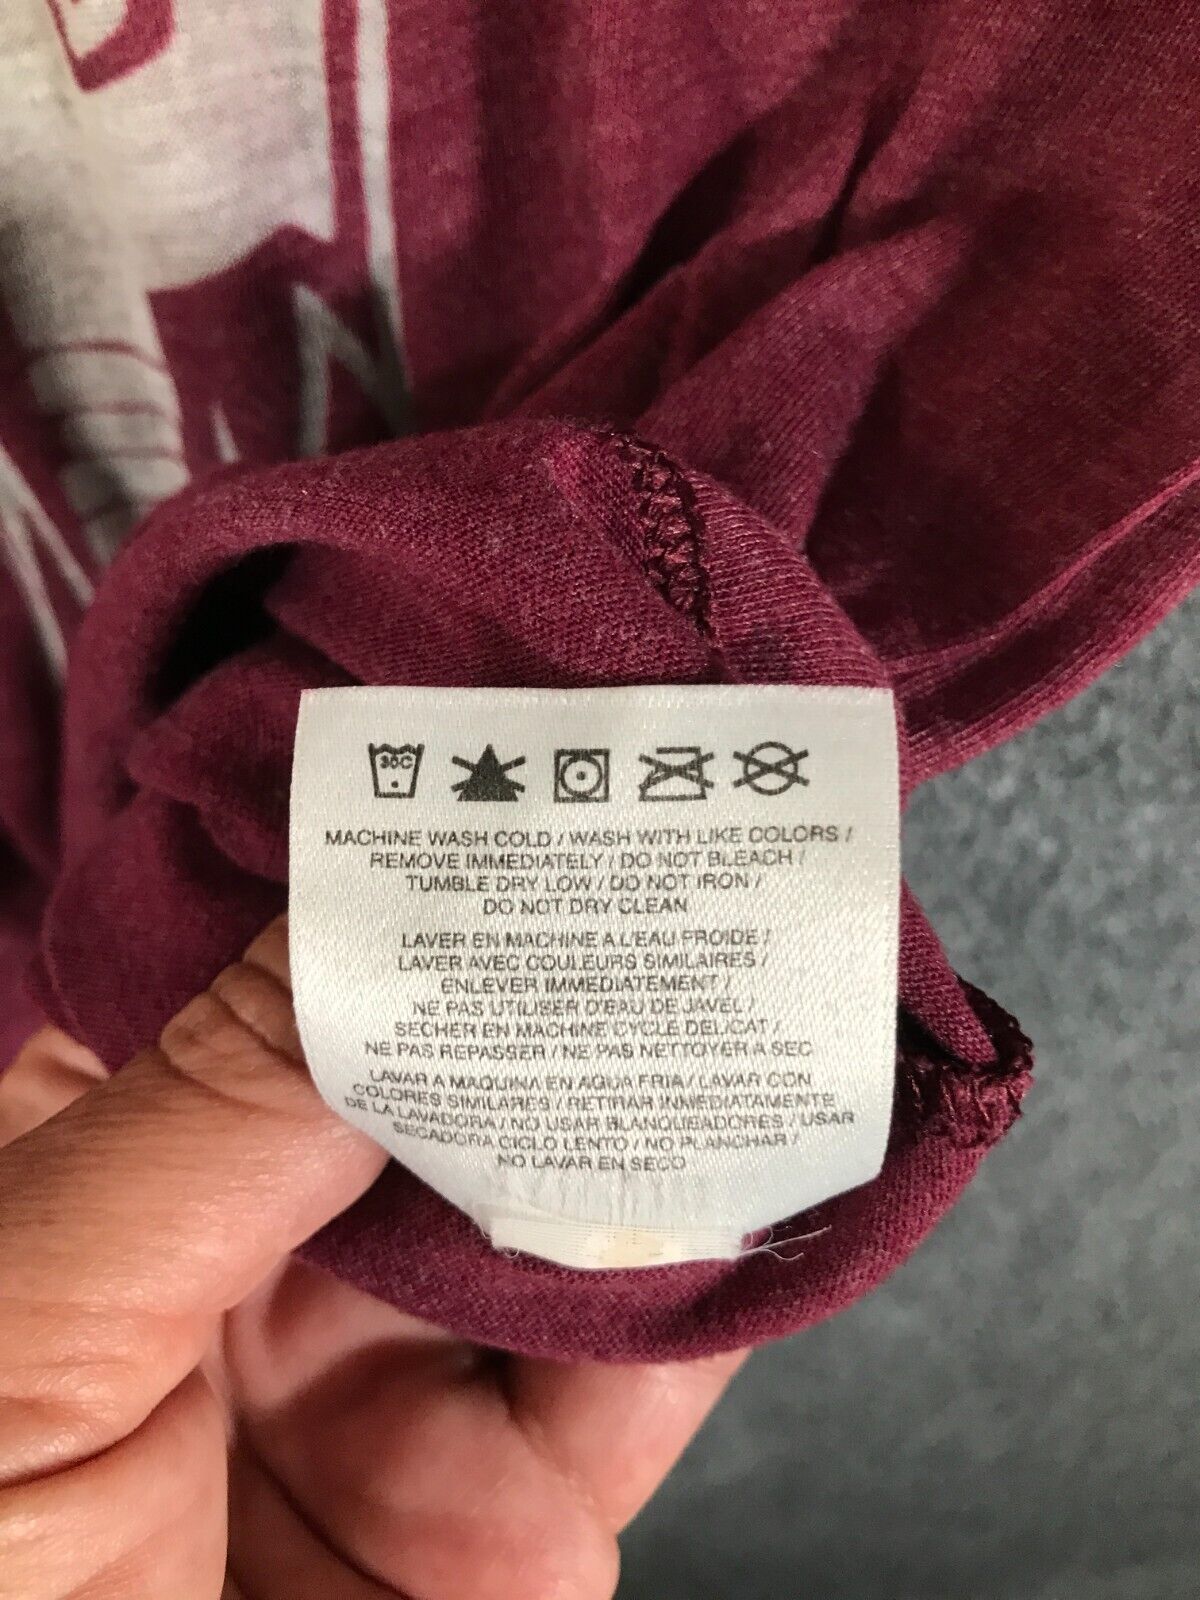 30C
MACHINE WASH COLD / WASH WITH LIKE COLORS /
REMOVE IMMEDIATELY / DO NOT BLEACH /
TUMBLE DRY LOW / DO NOT IRON /
DO NOT DRY CLEAN
LAVER EN MACHINE A L'EAU FROIDE /
LAVER AVEC COULEURS SIMILAIRES /
ENLEVER IMMEDIATEMENT /
NE PAS UTILISER D'EAU DE JAVEL /
SECHER EN MACHINE CYCLE DELICAT /
NE PAS REPASSER / NE PAS NETTOYER A SEC
LAVAR A MAQUINA EN AGUA FRIA / LAVAR CON
COLORES SIMILARES / RETIRAR INMEDIATAMENTE
DE LA LAVADORA / NO USAR BLANQUEADORES / USAR
SECADORA CICLO LENTO / NO PLANCHAR /
NO LAVAR EN SECO